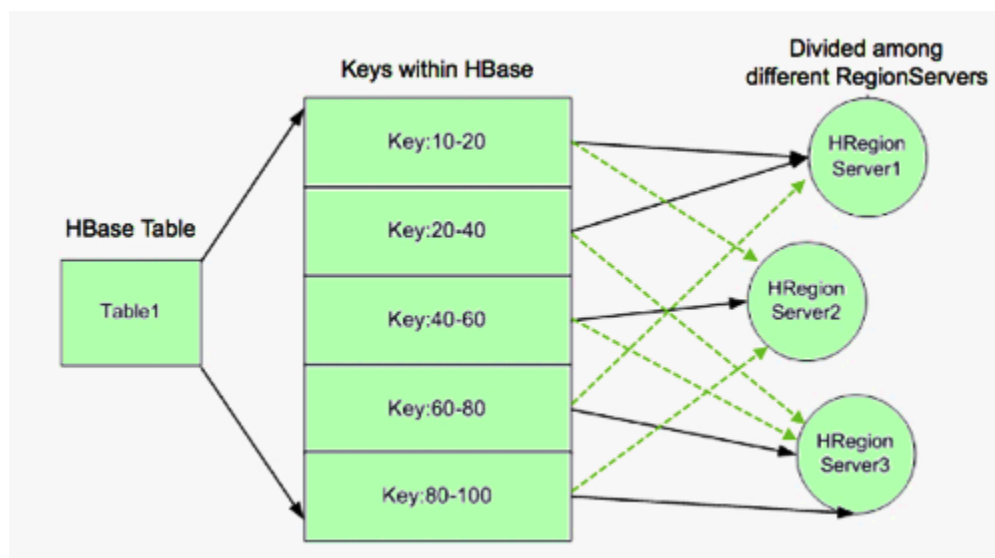 Divided among
different RegionServers
Keys within HBase
HBase Table
Table1
Key:10-20
Key:20-40
Key:40-60
Key:60-80
Key:80-100
HRegion
Server1
HRegion
Server2
HRegion
Server3